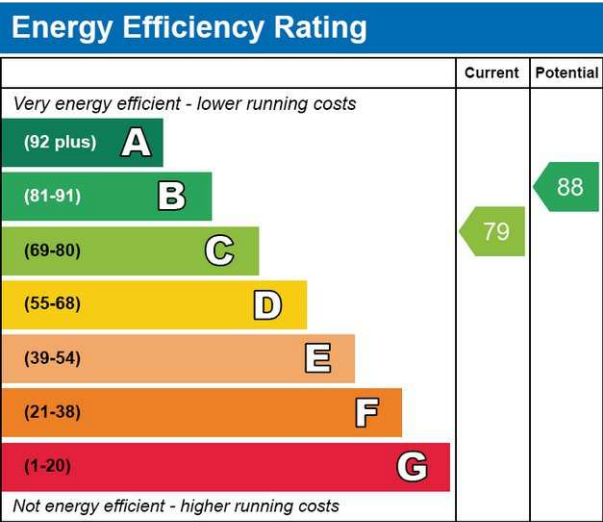 Energy Efficiency Rating
Current Potential
Very energy efficient - lower running costs
(92 plus) A
(81-91) B
88
(69-80) C
79
(55-68) D
(39-54) E
(21-38) F
(1-20) G
Not energy efficient - higher running costs